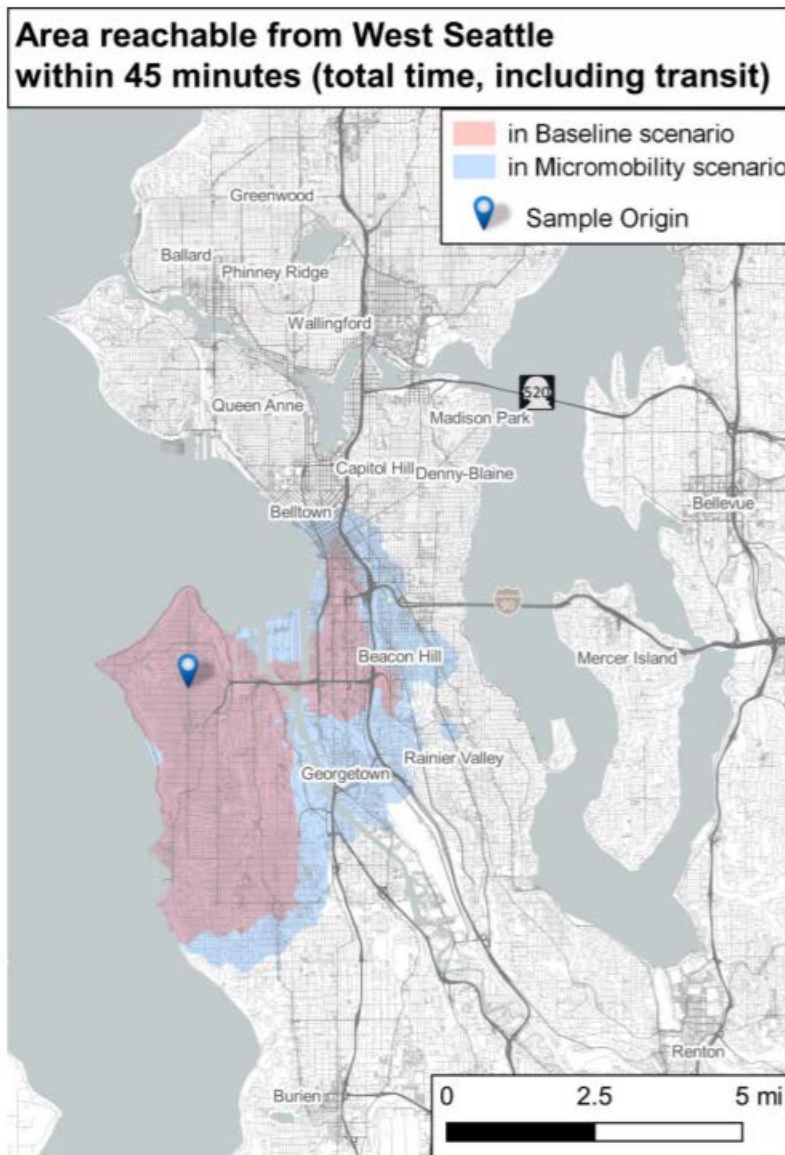 Area reachable from West Seattle
within 45 minutes (total time, including transit)
in Baseline scenario
in Micromobility scenario
Sample Origin
Greenwood
Ballard
Phinney Ridge
Wallingford
520
Queen Anne
Madison Park
Capitol Hill
Denny-Blaine
Bellevue
Belltown
90
Beacon Hill
Mercer Island
Rainier Valley
Georgetown
Renton
Burien
0 2.5 5 mi